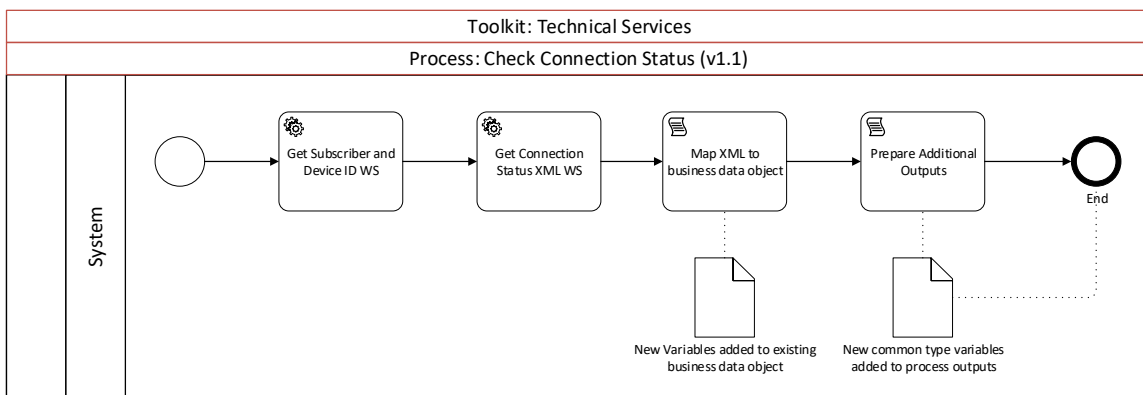 Toolkit: Technical Services
Process: Check Connection Status (v1.1)
System
Get Subscriber and
Device ID WS
Get Connection
Status XML WS
Map XML to
business data object
Prepare Additional
Outputs
End
New Variables added to existing
business data object
New common type variables
added to process outputs